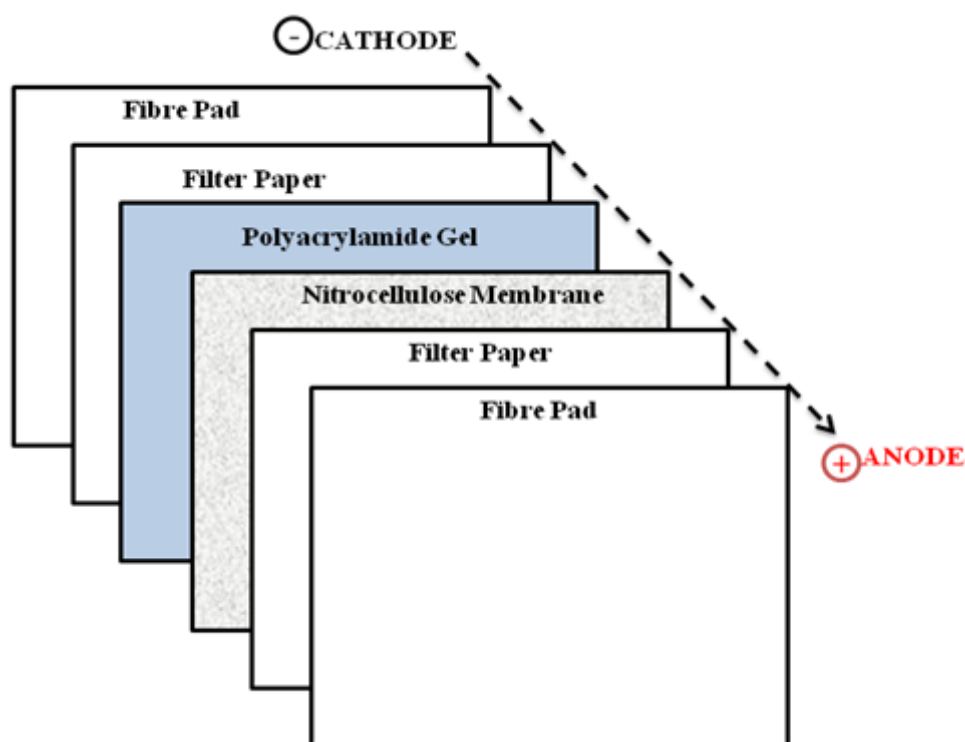 - CATHODE
Fibre Pad
Filter Paper
Polyacrylamide Gel
Nitrocellulose Membrane
Filter Paper
Fibre Pad
+ ANODE